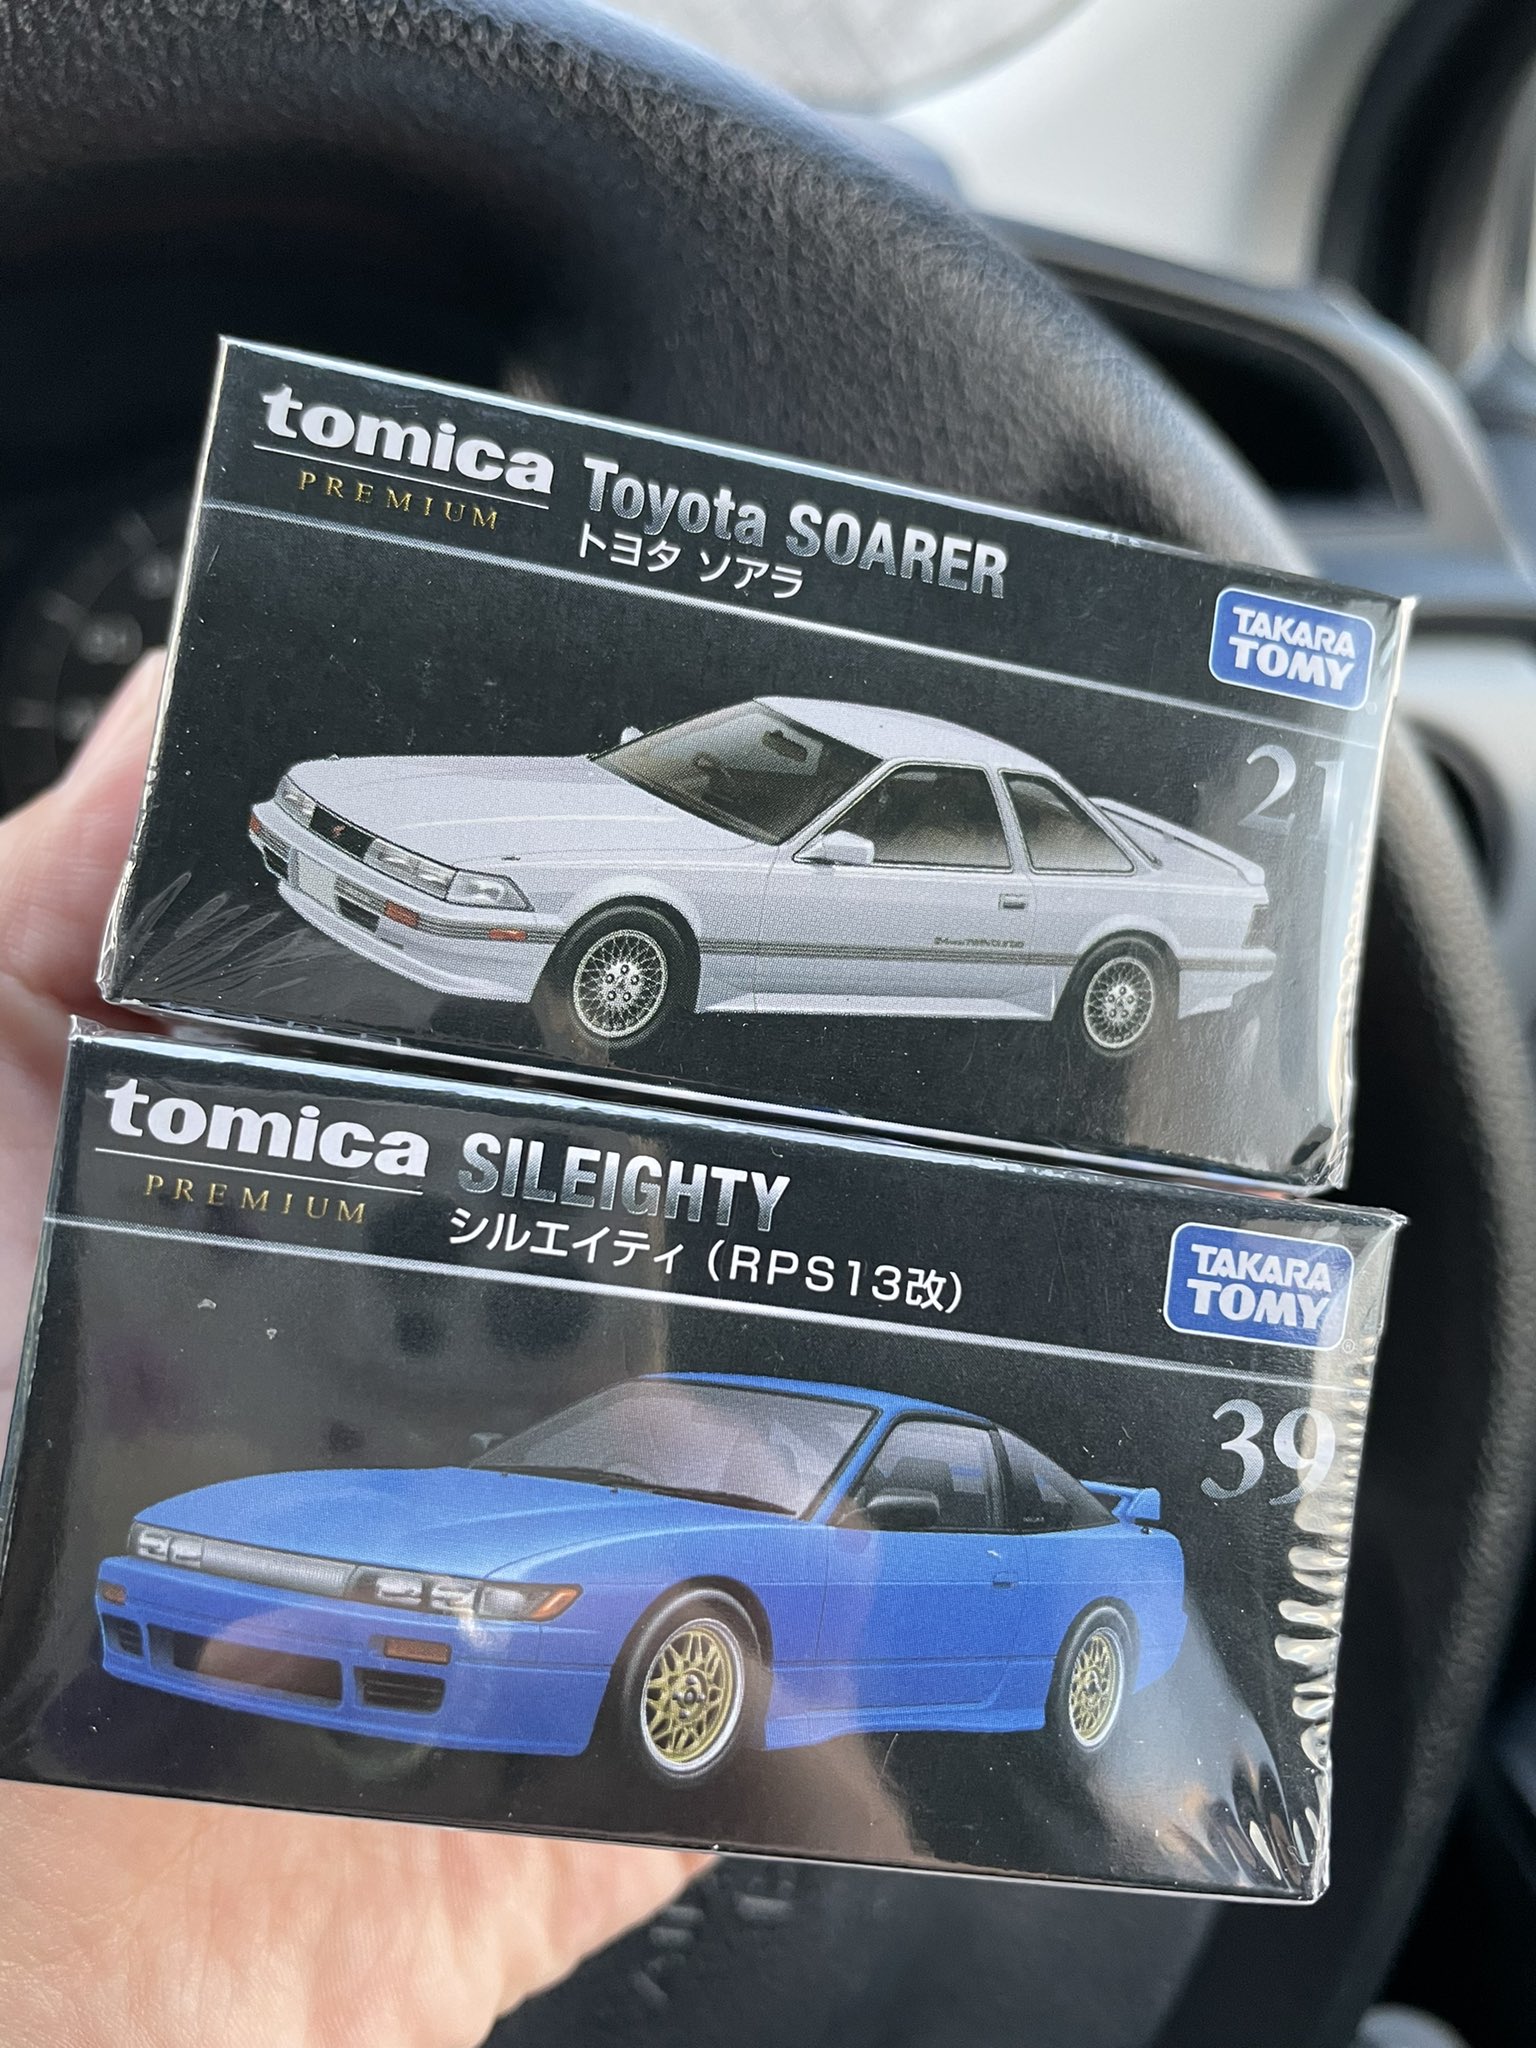 tomica
PREMIUM
Toyota SOARER
トヨタ ソアラ
TAKARA
TOMY
21
tomica
PREMIUM
SILEIGHTY
シルエイティ（RPS13改）
TAKARA
TOMY
®
39